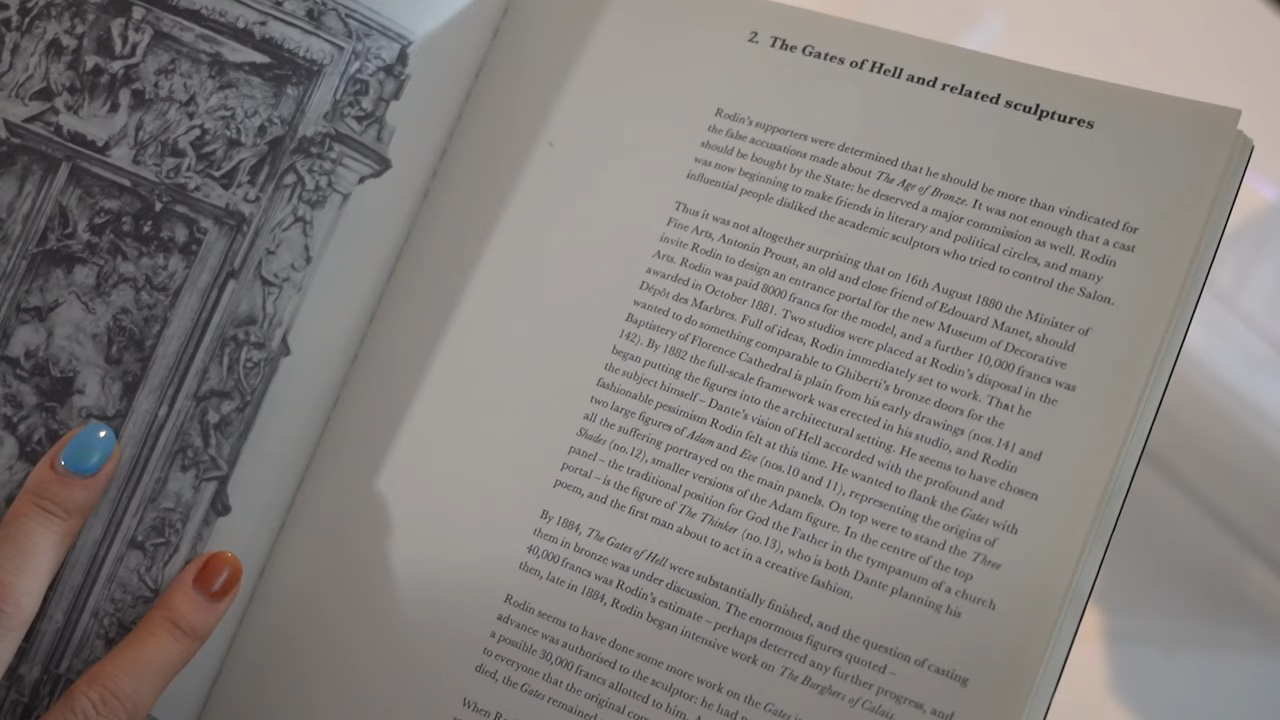 2. The Gates of Hell and related sculptures
Rodin's supporters were determined that he should be more than vindicated for
the false accusations made about The Age of Bronze. It was not enough that a cast
should be bought by the State: he deserved a major commission as well. Rodin
was now beginning to make friends in literary and political circles, and many
influential people disliked the academic sculptors who tried to control the Salon.
Thus it was not altogether surprising that on 16th August 1880 the Minister of
Fine Arts, Antonin Proust, an old and close friend of Edouard Manet, should
invite Rodin to design an entrance portal for the new Museum of Decorative
Arts. Rodin was paid 8000 francs for the model, and a further 10,000 francs was
awarded in October 1881. Two studios were placed at Rodin's disposal in the
Dépôt des Marbres. Full of ideas, Rodin immediately set to work. That he
wanted to do something comparable to Ghiberti's bronze doors for the
Baptistery of Florence Cathedral is plain from his early drawings (nos.141 and
142). By 1882 the full-scale framework was erected in his studio, and Rodin
began putting the figures into the architectural setting. He seems to have chosen
the subject himself – Dante's vision of Hell accorded with the profound and
fashionable pessimism Rodin felt at this time. He wanted to flank the Gates with
two large figures of Adam and Eve (nos.10 and 11), representing the origins of
all the suffering portrayed on the main panels. On top were to stand the Three
Shades (no.12), smaller versions of the Adam figure. In the centre of the top
panel – the traditional position for God the Father in the tympanum of a church
portal – is the figure of The Thinker (no.13), who is both Dante planning his
poem, and the first man about to act in a creative fashion.
By 1884, The Gates of Hell were substantially finished, and the question of casting
them in bronze was under discussion. The enormous figures quoted –
40,000 francs was Rodin's estimate – perhaps deterred any further progress, and
then, late in 1884, Rodin began intensive work on The Burghers of Calais.
Rodin seems to have done some more work on the Gates
advance was authorised to the sculptor: he had
a possible 30,000 francs allotted to him.
to everyone that the original
died, the Gates remained
When